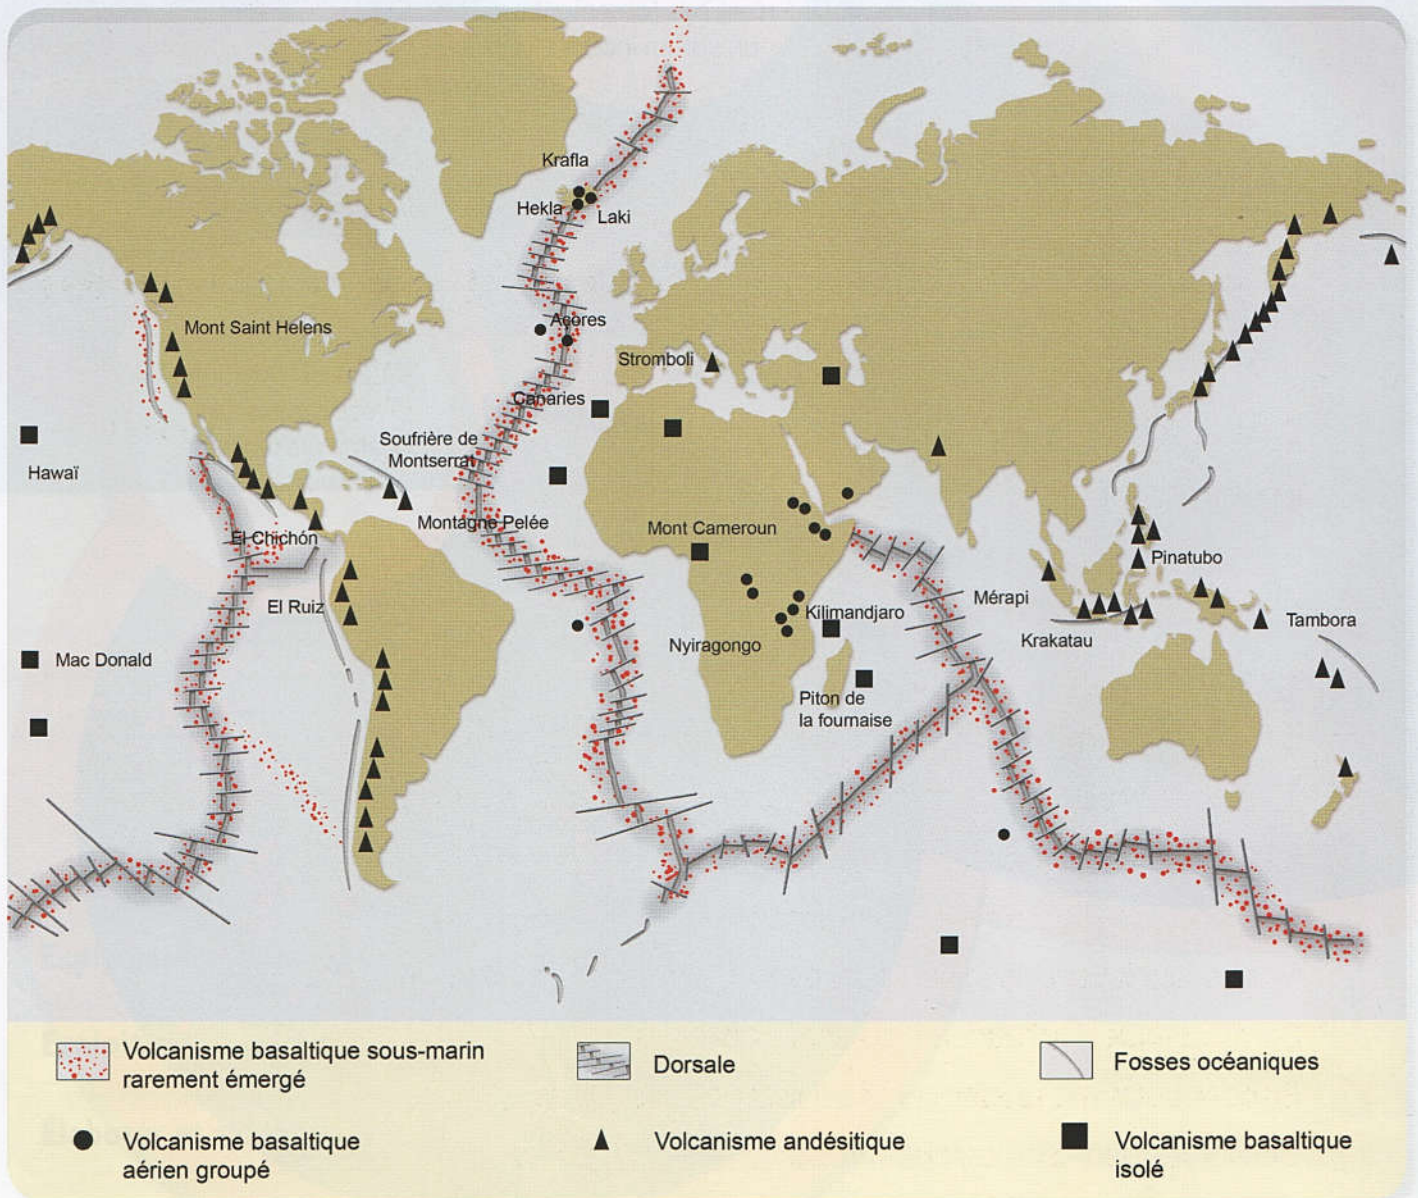 Krafla
Hekla
Laki
Açores
Mont Saint Helens
Stromboli
Canaries
Soufrière de
Montserrat
Hawaï
Montagne Pelée
Mont Cameroun
El Chichón
Pinatubo
El Ruiz
Kilimandjaro
Mérapi
Tambora
Krakatau
Nyiragongo
Mac Donald
Piton de
la fournaise
Volcanisme basaltique sous-marin
rarement émergé
Dorsale
Fosses océaniques
Volcanisme basaltique
aérien groupé
Volcanisme andésitique
Volcanisme basaltique
isolé